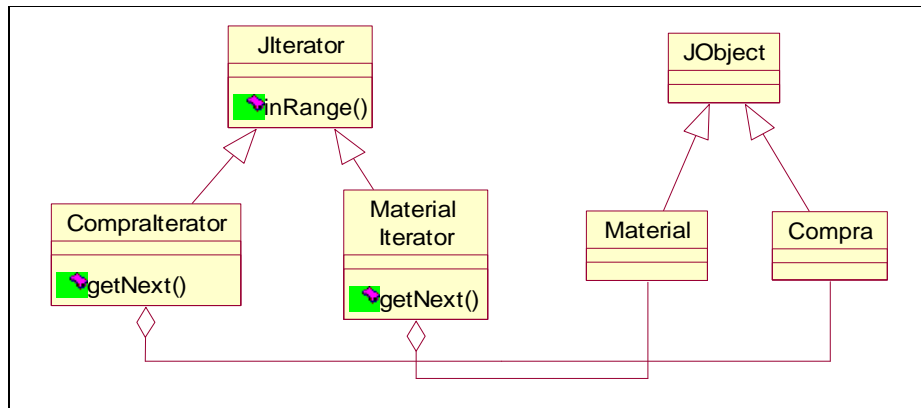 JIterator
inRange()
JObject
CompraIterator
getNext()
Material
Iterator
getNext()
Material
Compra